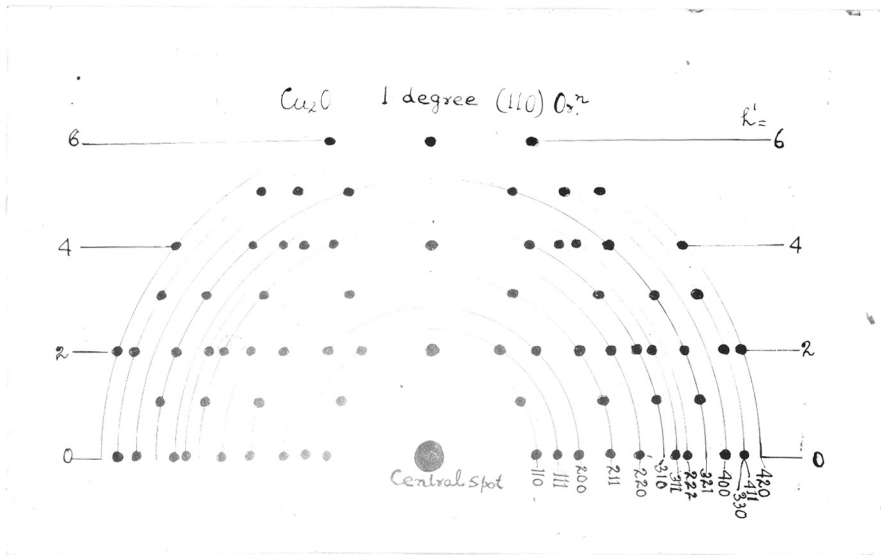 Cu₂O 1 degree (110) Orⁿ
h'=
6 6
4 4
2 2
0 0
Central spot
110 111 200 211 220 310 311 222 321 400 330 411 420